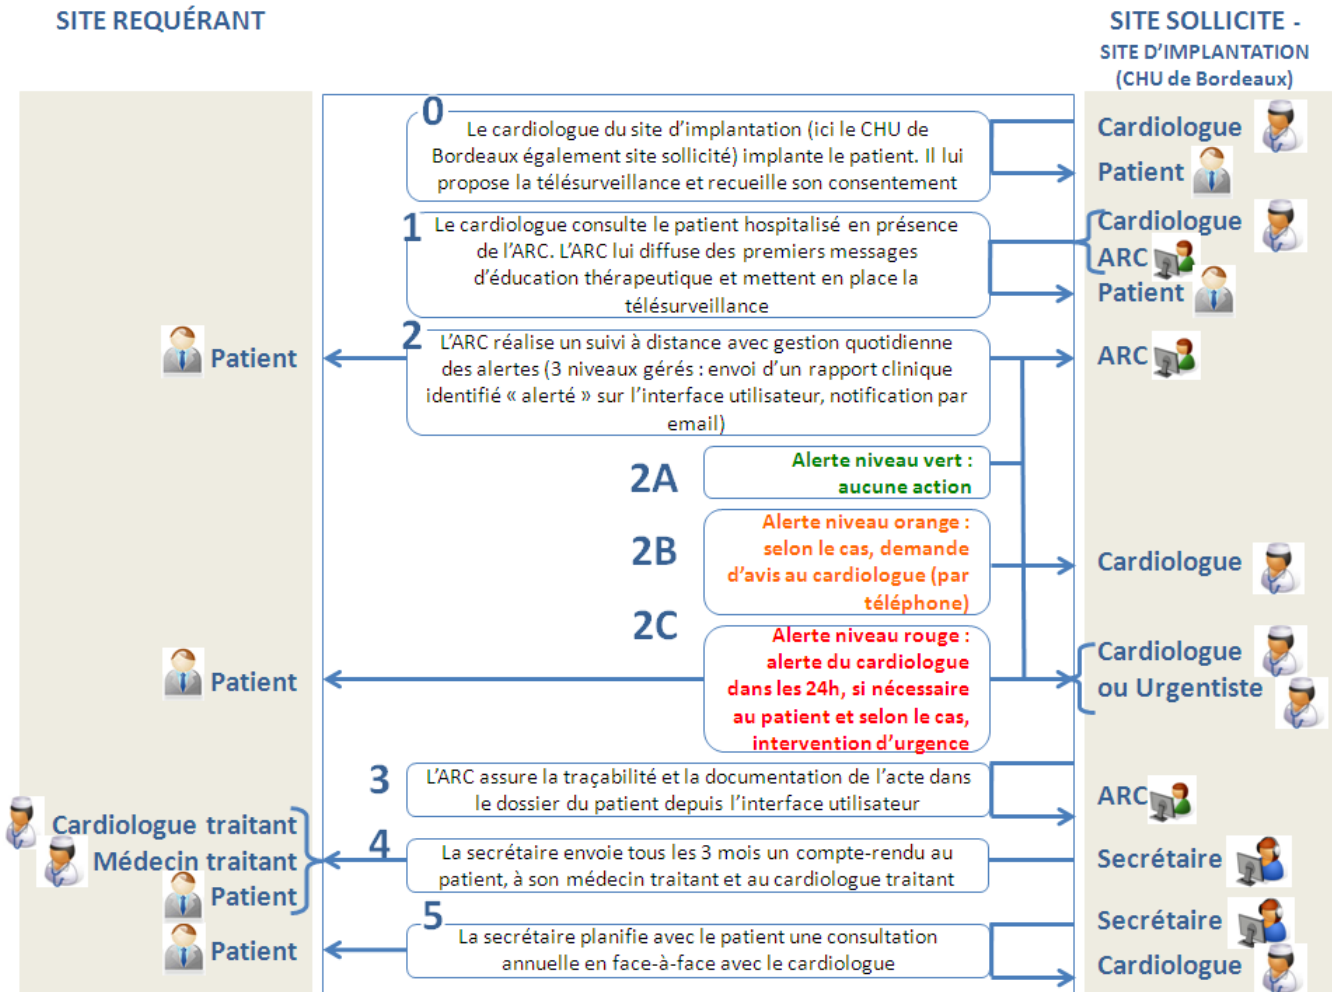 SITE REQUÉRANT
SITE SOLLICITE -
SITE D'IMPLANTATION
(CHU de Bordeaux)
0
Le cardiologue du site d'implantation (ici le CHU de
Bordeaux également site sollicité) implante le patient. Il lui
propose la télésurveillance et recueille son consentement
Cardiologue
Patient
1
Le cardiologue consulte le patient hospitalisé en présence
de l'ARC. L'ARC lui diffuse des premiers messages
d'éducation thérapeutique et mettent en place la
télésurveillance
Cardiologue
ARC
Patient
Patient
2
L'ARC réalise un suivi à distance avec gestion quotidienne
des alertes (3 niveaux gérés : envoi d'un rapport clinique
identifié « alerté » sur l'interface utilisateur, notification par
email)
ARC
2A
Alerte niveau vert :
aucune action
2B
Alerte niveau orange :
selon le cas, demande
d'avis au cardiologue (par
téléphone)
Cardiologue
2C
Patient
Alerte niveau rouge :
alerte du cardiologue
dans les 24h, si nécessaire
au patient et selon le cas,
intervention d'urgence
Cardiologue
ou Urgentiste
3
L'ARC assure la traçabilité et la documentation de l'acte dans
le dossier du patient depuis l'interface utilisateur
ARC
Cardiologue traitant
Médecin traitant
Patient
4
La secrétaire envoie tous les 3 mois un compte-rendu au
patient, à son médecin traitant et au cardiologue traitant
Secrétaire
Patient
5
La secrétaire planifie avec le patient une consultation
annuelle en face-à-face avec le cardiologue
Secrétaire
Cardiologue